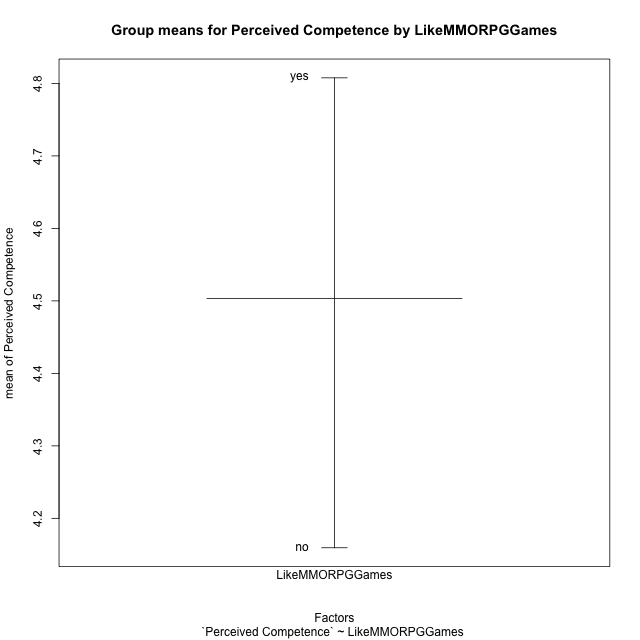 Group means for Perceived Competence by LikeMMORPGGames
mean of Perceived Competence
4.8
4.7
4.6
4.5
4.4
4.3
4.2
yes
no
LikeMMORPGGames
Factors
`Perceived Competence` ~ LikeMMORPGGames